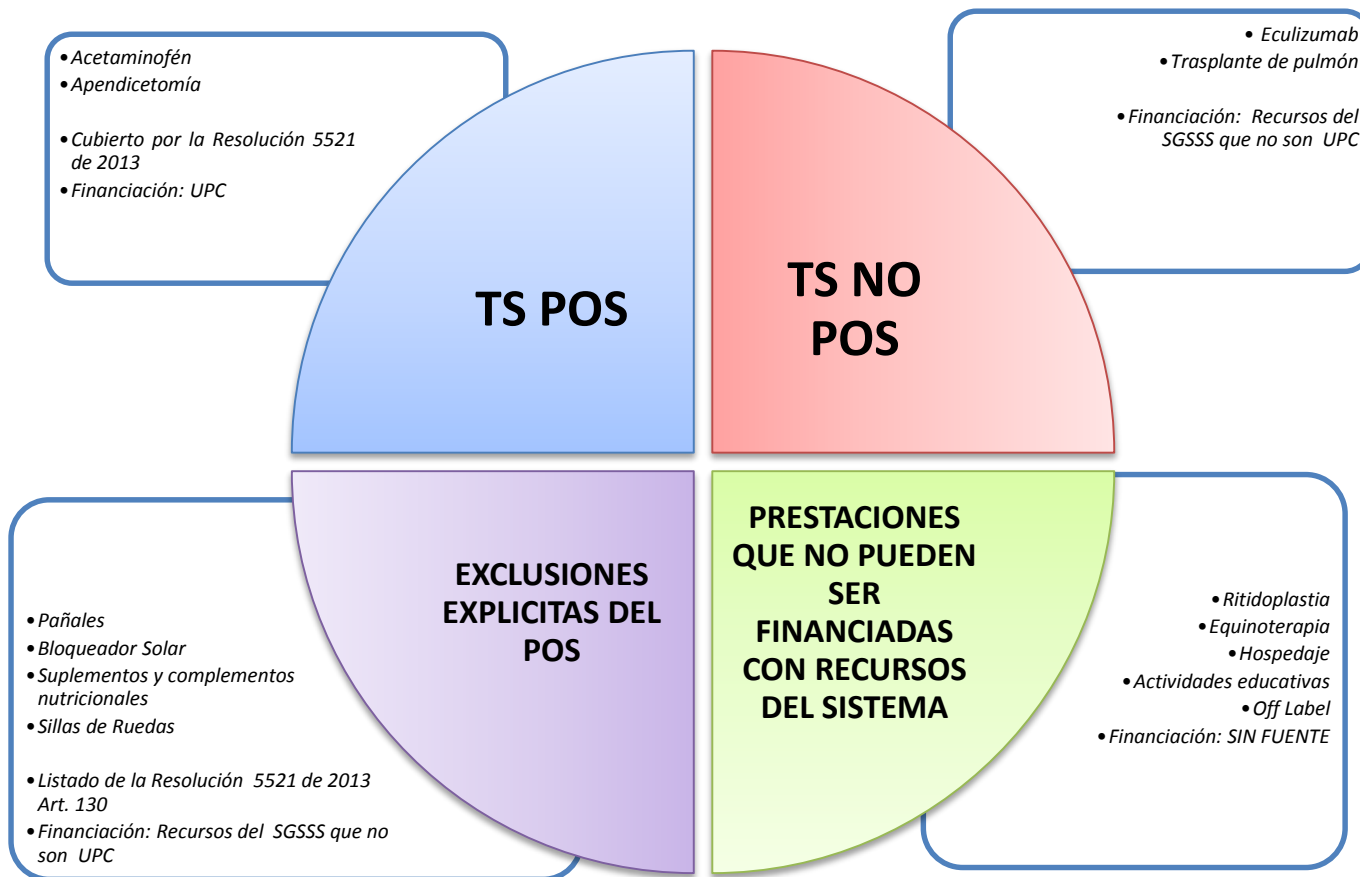 • Acetaminofén
• Apendicetomía
• Cubierto por la Resolución 5521
de 2013
• Financiación: UPC
TS POS
• Eculizumab
• Trasplante de pulmón
• Financiación: Recursos del
SGSSS que no son UPC
TS NO
POS
• Pañales
• Bloqueador Solar
• Suplementos y complementos
nutricionales
• Sillas de Ruedas
• Listado de la Resolución 5521 de 2013
Art. 130
• Financiación: Recursos del SGSSS que no
son UPC
EXCLUSIONES
EXPLICITAS DEL
POS
PRESTACIONES
QUE NO PUEDEN
SER
FINANCIADAS
CON RECURSOS
DEL SISTEMA
• Ritidoplastia
• Equinoterapia
• Hospedaje
• Actividades educativas
• Off Label
• Financiación: SIN FUENTE